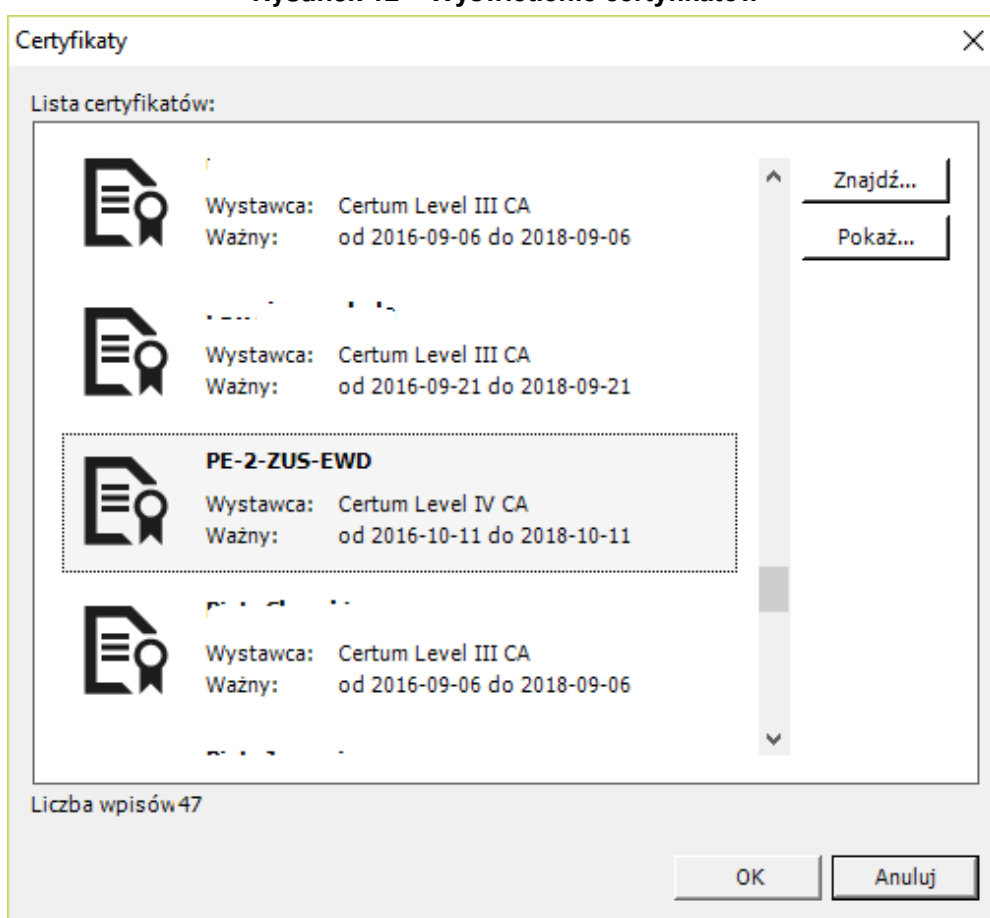 Certyfikaty
Lista certyfikatów:
Znajdź...
Pokaż...
Wystawca: Certum Level III CA
Ważny: od 2016-09-06 do 2018-09-06
Wystawca: Certum Level III CA
Ważny: od 2016-09-21 do 2018-09-21
PE-2-ZUS-EWD
Wystawca: Certum Level IV CA
Ważny: od 2016-10-11 do 2018-10-11
Wystawca: Certum Level III CA
Ważny: od 2016-09-06 do 2018-09-06
Liczba wpisów 47
OK
Anuluj